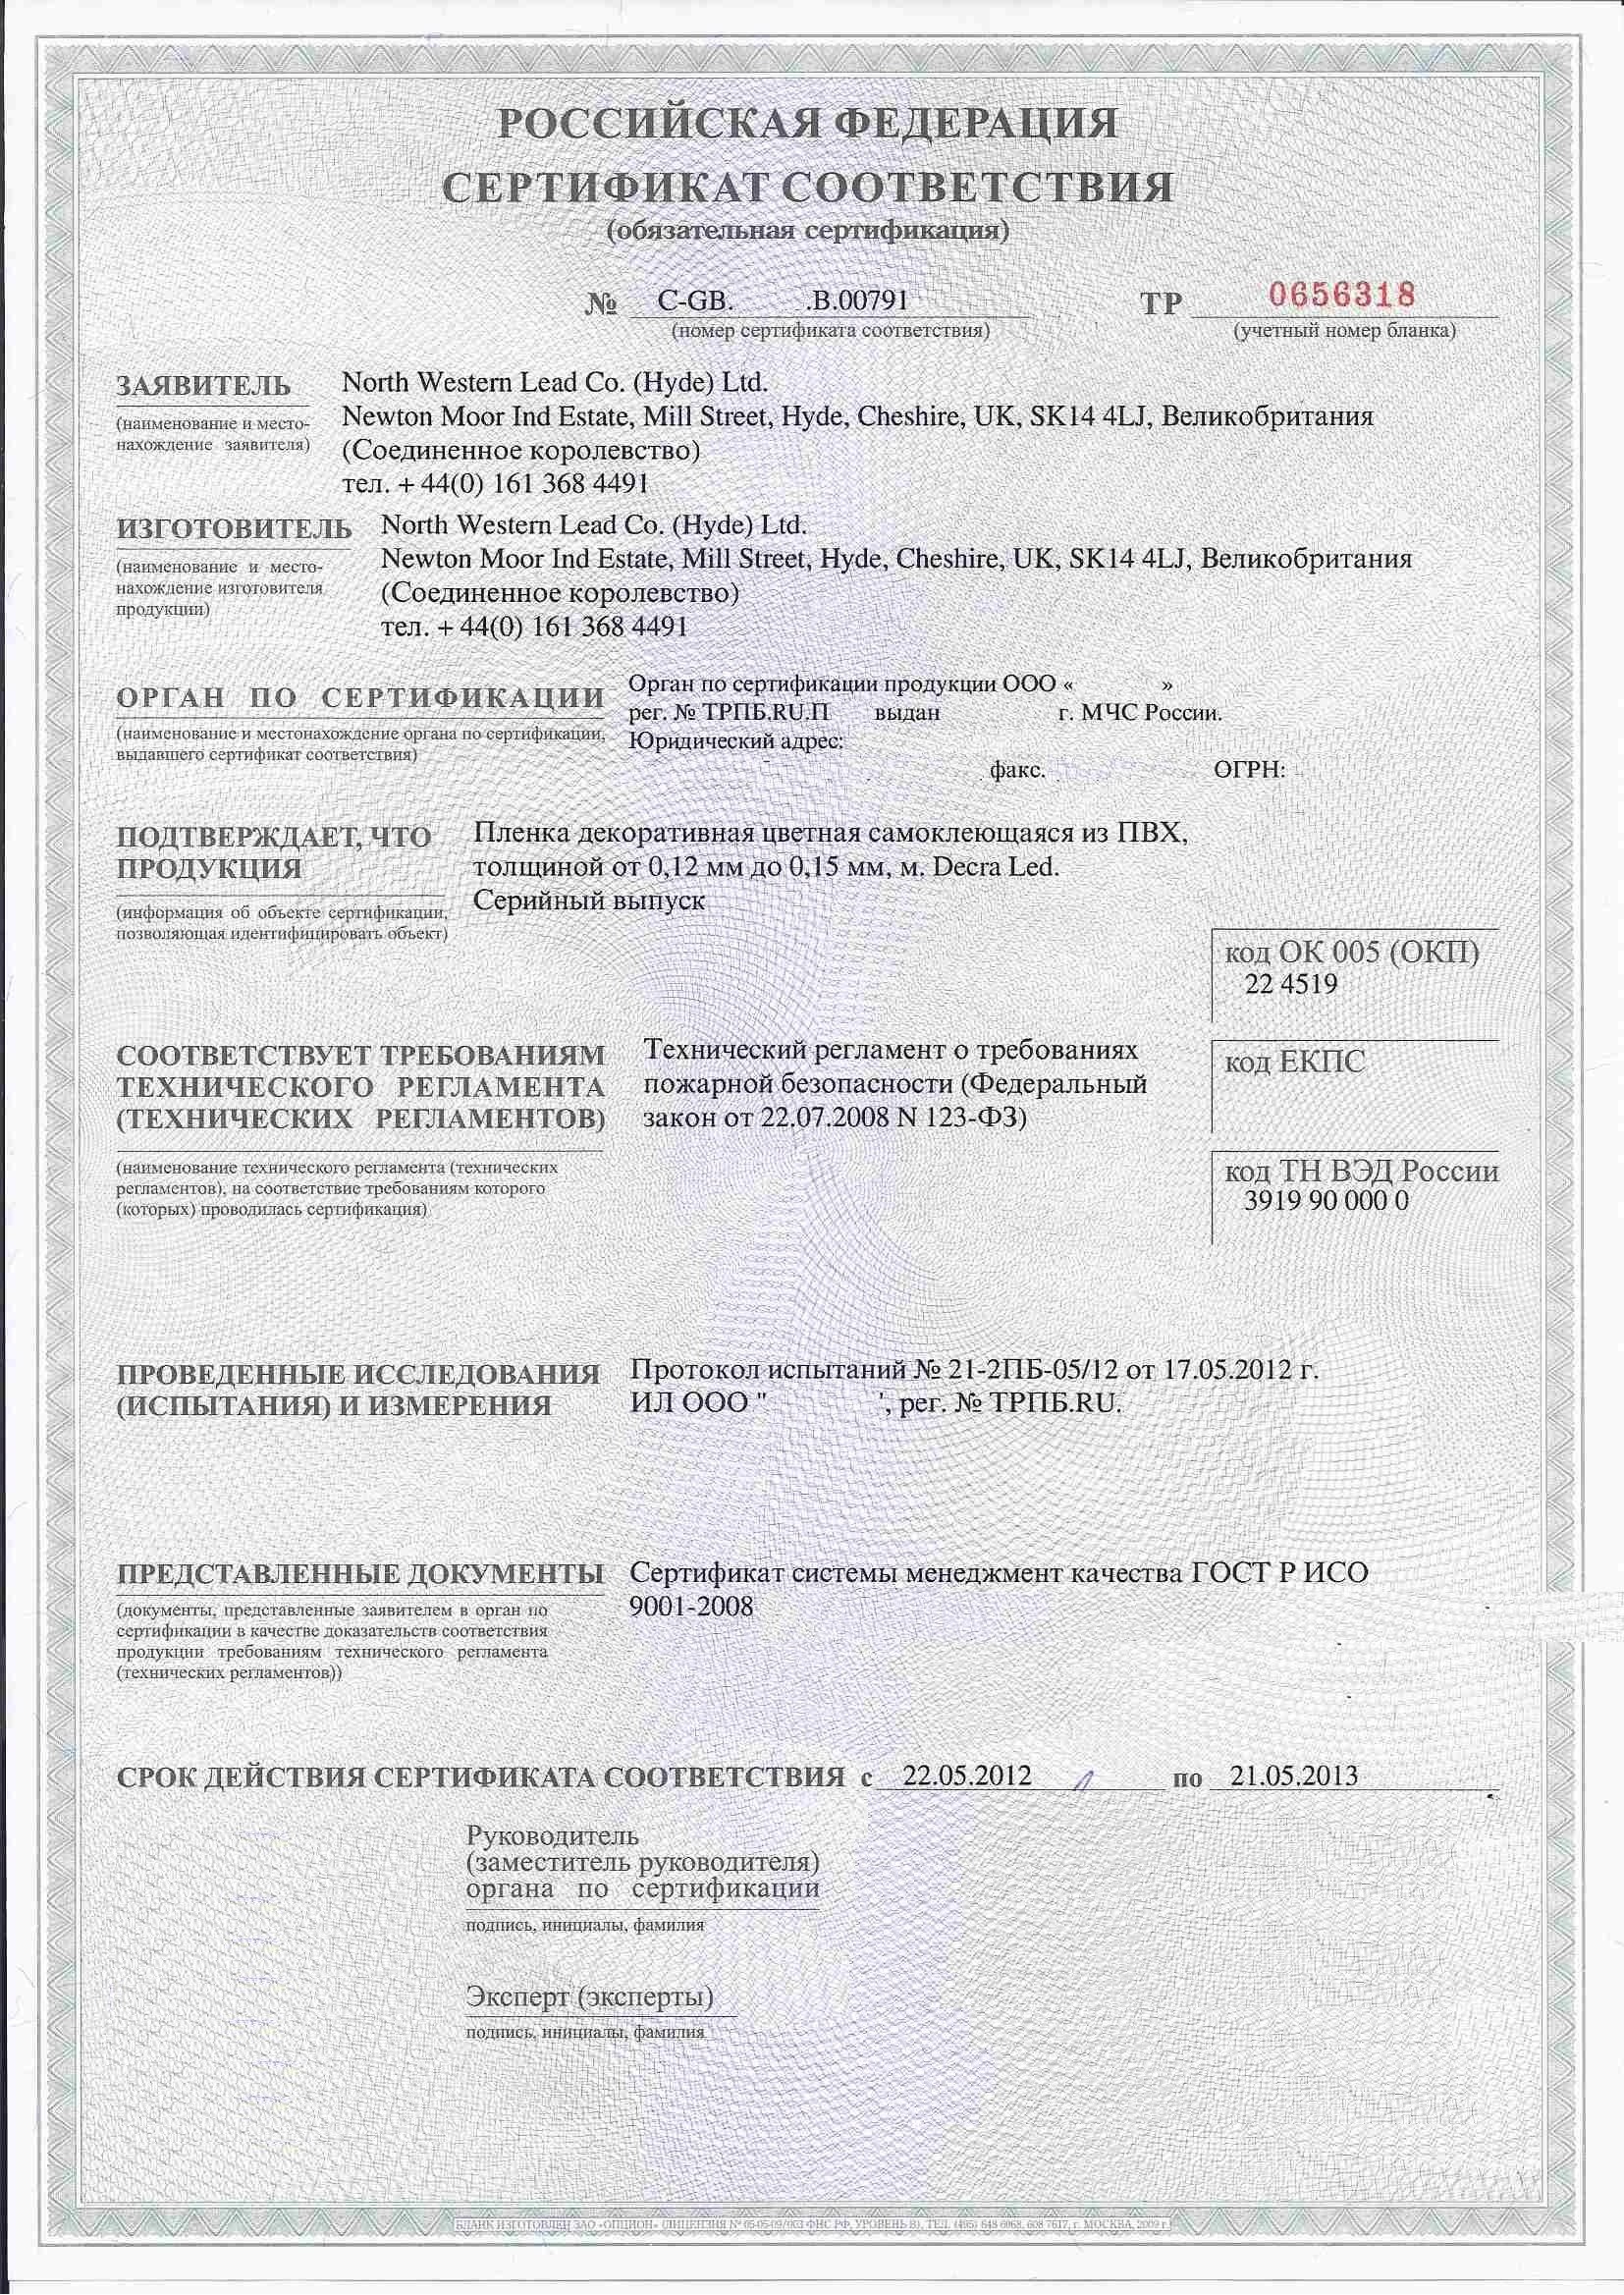 РОССИЙСКАЯ ФЕДЕРАЦИЯ
СЕРТИФИКАТ СООТВЕТСТВИЯ
(обязательная сертификация)
№ C-GB. .В.00791 ТР 0656318
(номер сертификата соответствия) (учетный номер бланка)
ЗАЯВИТЕЛЬ
(наименование и место-
нахождение заявителя)
North Western Lead Co. (Hyde) Ltd.
Newton Moor Ind Estate, Mill Street, Hyde, Cheshire, UK, SK14 4LJ, Великобритания
(Соединенное королевство)
тел. + 44(0) 161 368 4491
ИЗГОТОВИТЕЛЬ
(наименование и место-
нахождение изготовителя
продукции)
North Western Lead Co. (Hyde) Ltd.
Newton Moor Ind Estate, Mill Street, Hyde, Cheshire, UK, SK14 4LJ, Великобритания
(Соединенное королевство)
тел. + 44(0) 161 368 4491
ОРГАН ПО СЕРТИФИКАЦИИ
(наименование и местонахождение органа по сертификации,
выдавшего сертификат соответствия)
Орган по сертификации продукции ООО « »
рег. № ТРПБ.RU.П выдан г. МЧС России.
Юридический адрес:
факс. ОГРН:
ПОДТВЕРЖДАЕТ, ЧТО
ПРОДУКЦИЯ
(информация об объекте сертификации,
позволяющая идентифицировать объект)
Пленка декоративная цветная самоклеющаяся из ПВХ,
толщиной от 0,12 мм до 0,15 мм, м. Decra Led.
Серийный выпуск
код ОК 005 (ОКП)
22 4519
СООТВЕТСТВУЕТ ТРЕБОВАНИЯМ
ТЕХНИЧЕСКОГО РЕГЛАМЕНТА
(ТЕХНИЧЕСКИХ РЕГЛАМЕНТОВ)
(наименование технического регламента (технических
регламентов), на соответствие требованиям которого
(которых) проводилась сертификация)
Технический регламент о требованиях
пожарной безопасности (Федеральный
закон от 22.07.2008 N 123-ФЗ)
код ЕКПС
код ТН ВЭД России
3919 90 000 0
ПРОВЕДЕННЫЕ ИССЛЕДОВАНИЯ
(ИСПЫТАНИЯ) И ИЗМЕРЕНИЯ
Протокол испытаний № 21-2ПБ-05/12 от 17.05.2012 г.
ИЛ ООО " ', рег. № ТРПБ.RU.
ПРЕДСТАВЛЕННЫЕ ДОКУМЕНТЫ
(документы, представленные заявителем в орган по
сертификации в качестве доказательств соответствия
продукции требованиям технического регламента
(технических регламентов))
Сертификат системы менеджмент качества ГОСТ Р ИСО
9001-2008
СРОК ДЕЙСТВИЯ СЕРТИФИКАТА СООТВЕТСТВИЯ с 22.05.2012 по 21.05.2013
Руководитель
(заместитель руководителя)
органа по сертификации
подпись, инициалы, фамилия
Эксперт (эксперты)
подпись, инициалы, фамилия
БЛАНК ИЗГОТОВЛЕН ЗАО «ОПЦИОН» (ЛИЦЕНЗИЯ № 05-05-09/003 ФНС РФ, УРОВЕНЬ В), ТЕЛ. (495) 648 6068, 608 7617, г. МОСКВА, 2009 г.